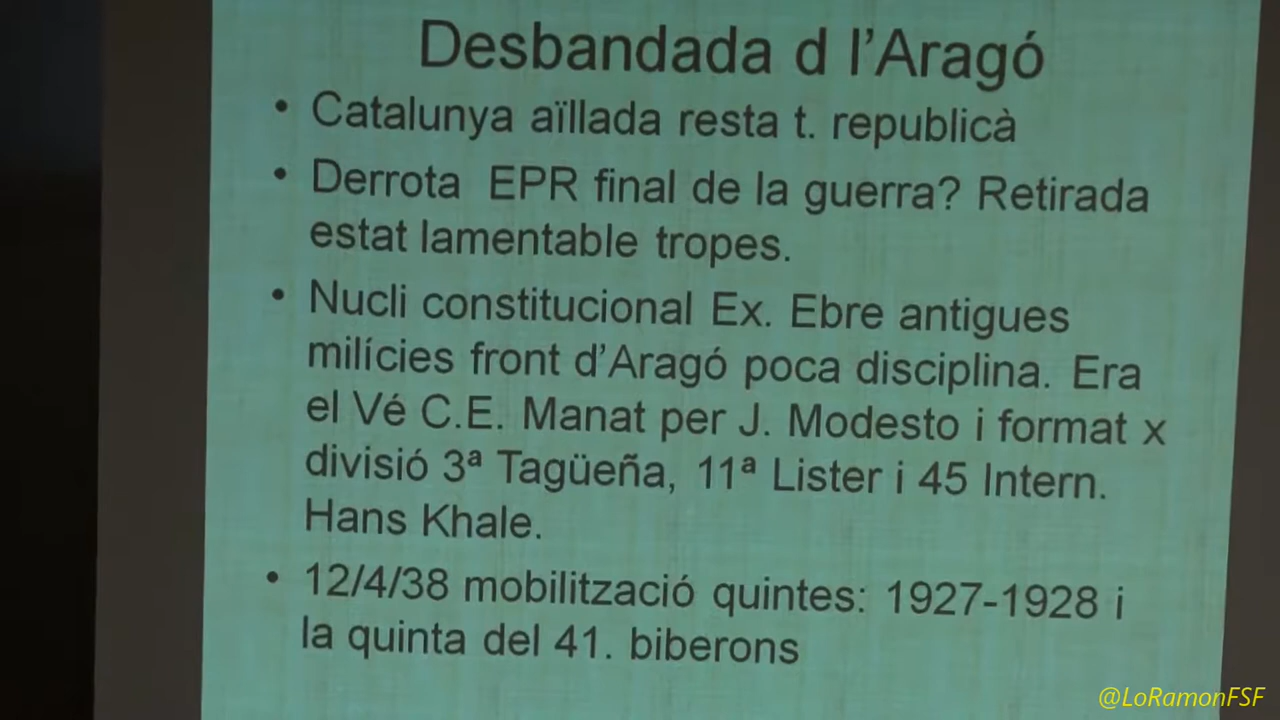 Desbandada d l’Aragó
• Catalunya aïllada resta t. republicà
• Derrota EPR final de la guerra? Retirada
estat lamentable tropes.
• Nucli constitucional Ex. Ebre antigues
milícies front d’Aragó poca disciplina. Era
el Vé C.E. Manat per J. Modesto i format x
divisió 3ª Tagüeña, 11ª Lister i 45 Intern.
Hans Khale.
• 12/4/38 mobilització quintes: 1927-1928 i
la quinta del 41. biberons
@LoRamonFSF